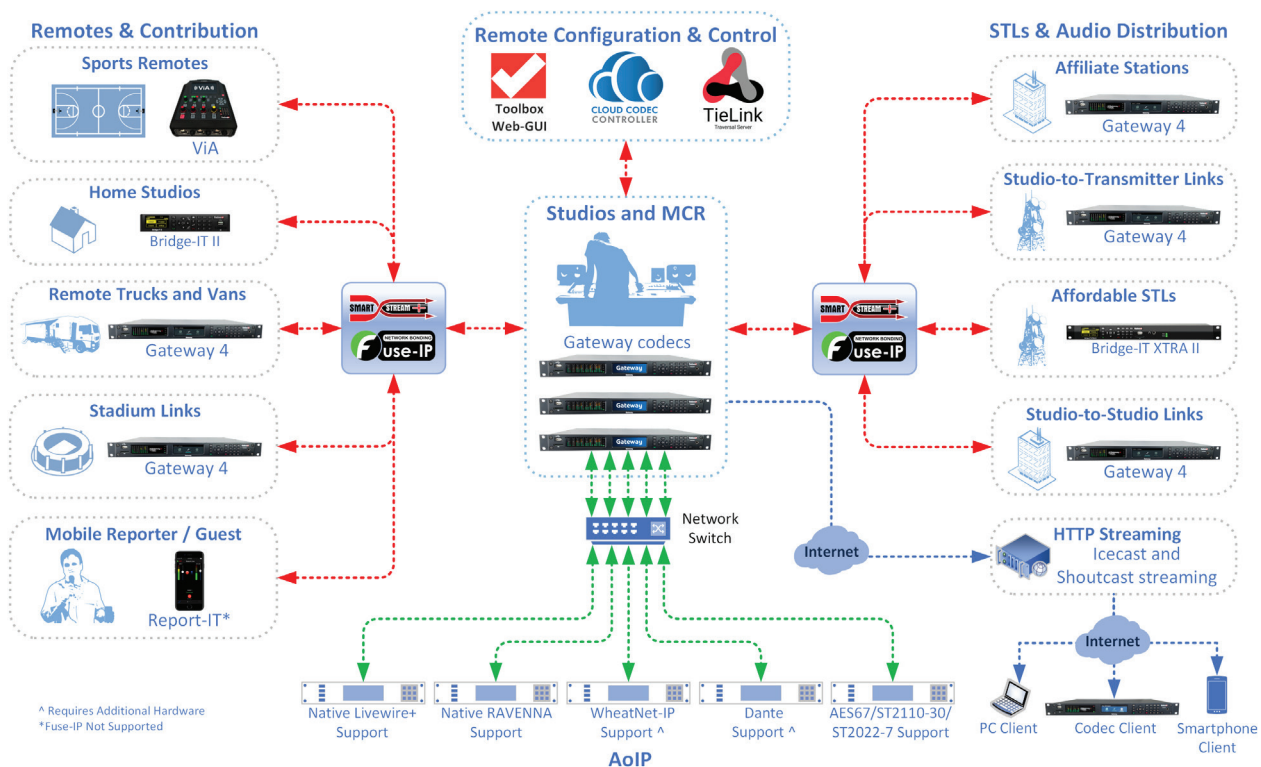 Remotes & Contribution
Sports Remotes
ViA
ViA
Home Studios
Bridge-IT II
Remote Trucks and Vans
Gateway 4
Stadium Links
Gateway 4
Mobile Reporter / Guest
Report-IT*
^ Requires Additional Hardware
*Fuse-IP Not Supported
Remote Configuration & Control
Toolbox
Web-GUI
CLOUD CODEC
CONTROLLER
TieLink
Traversal Server
SMART STREAM+
NETWORK BONDING
Fuse-IP
Studios and MCR
Gateway codecs
Gateway
Gateway
Gateway
Network
Switch
SMART STREAM+
NETWORK BONDING
Fuse-IP
Native Livewire+
Support
Native RAVENNA
Support
WheatNet-IP
Support ^
Dante
Support ^
AES67/ST2110-30/
ST2022-7 Support
AoIP
STLs & Audio Distribution
Affiliate Stations
Gateway 4
Studio-to-Transmitter Links
Gateway 4
Affordable STLs
Bridge-IT XTRA II
Studio-to-Studio Links
Gateway 4
Internet
HTTP Streaming
Icecast and
Shoutcast streaming
Internet
PC Client
Codec Client
Smartphone
Client